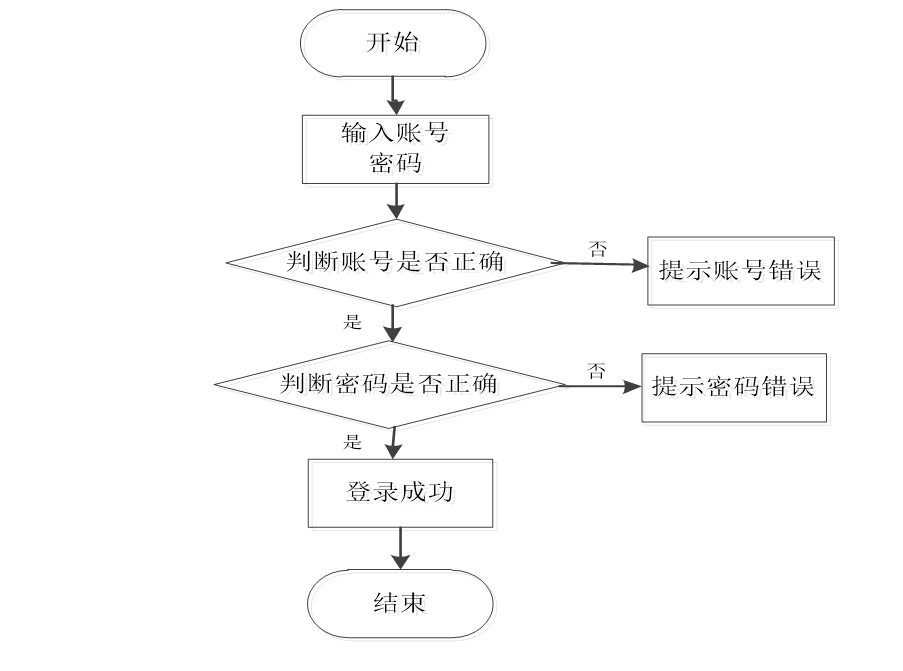 开始
输入账号
密码
判断账号是否正确
否
提示账号错误
是
判断密码是否正确
否
提示密码错误
是
登录成功
结束